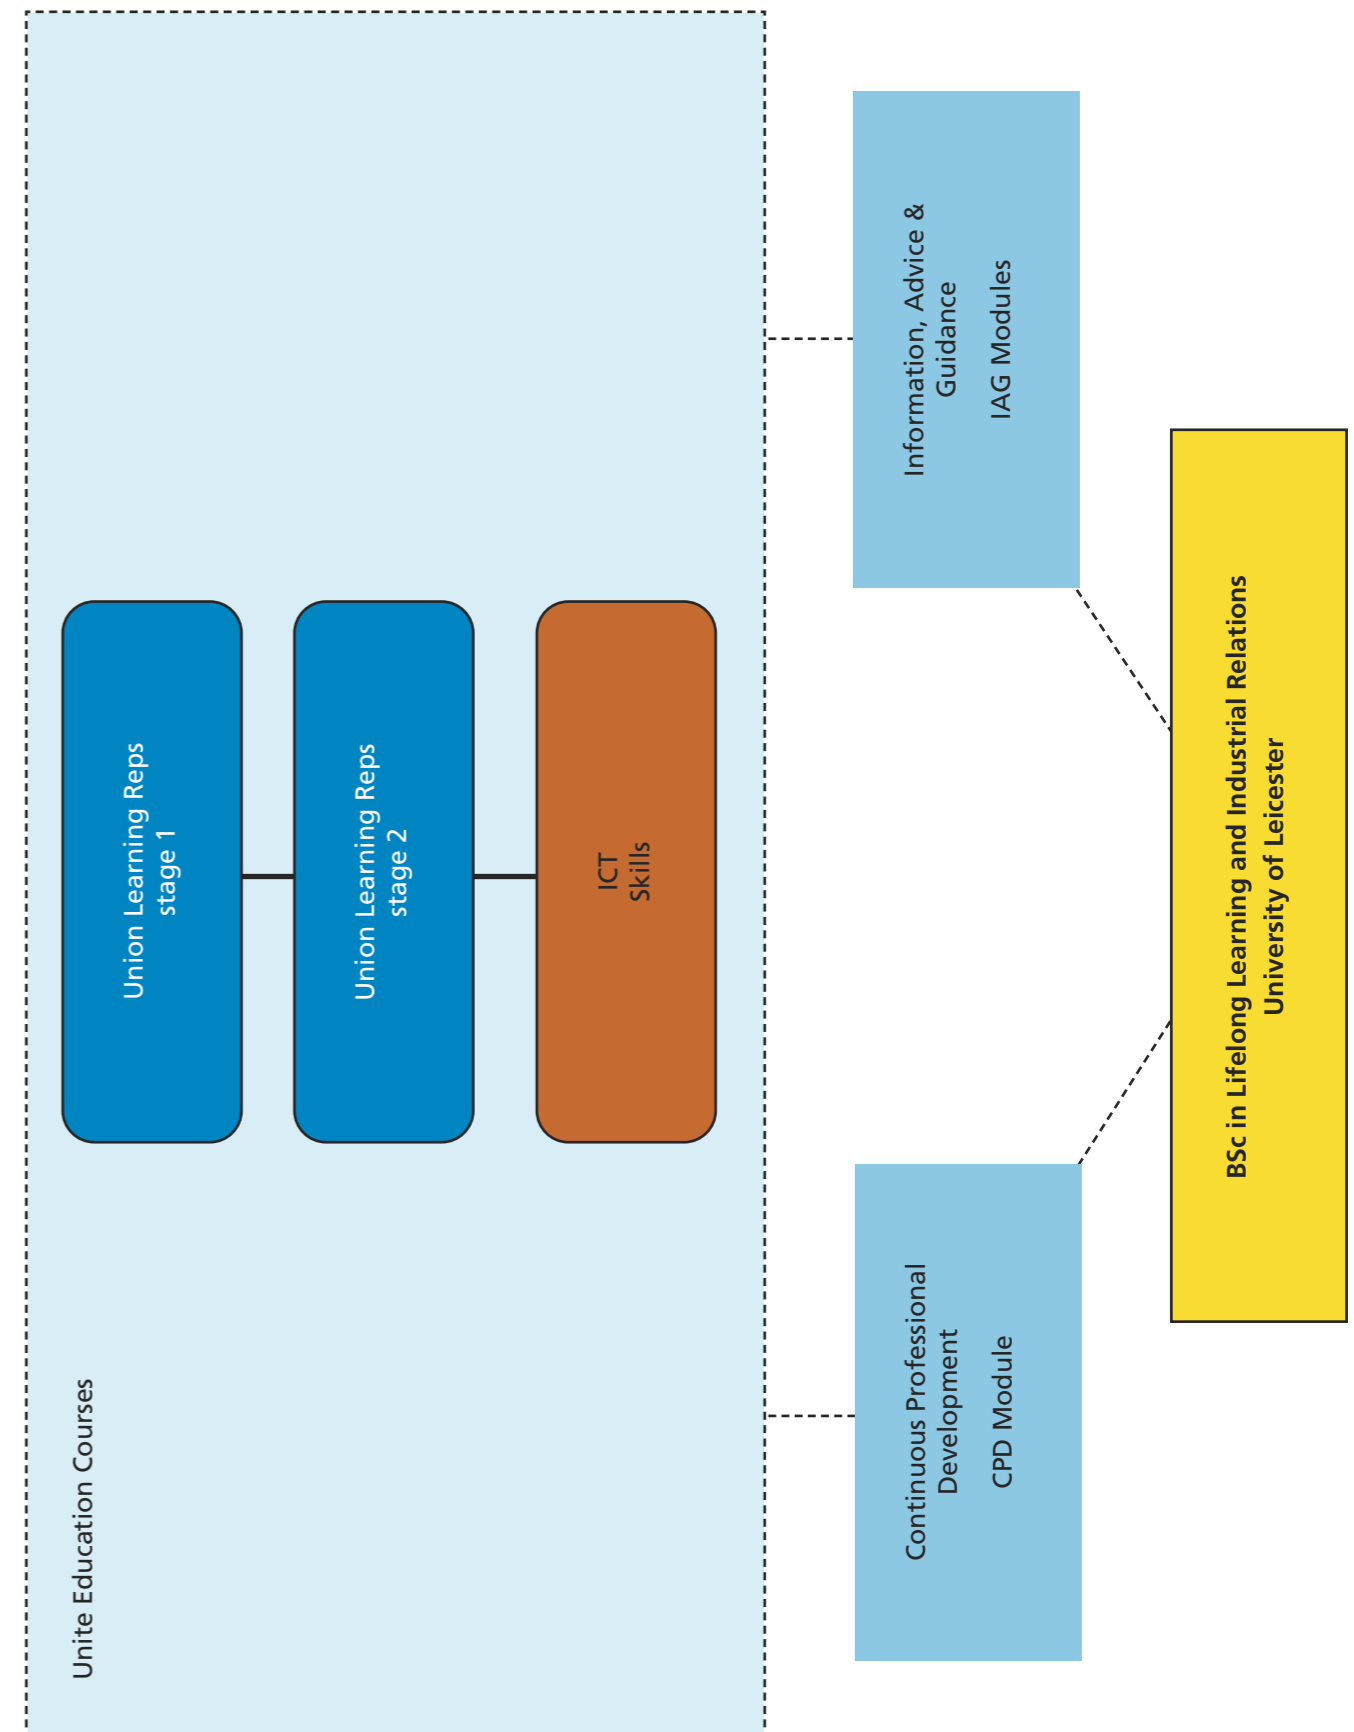 Unite Education Courses
Union Learning Reps
stage 1
Union Learning Reps
stage 2
ICT
Skills
Continuous Professional
Development
CPD Module
Information, Advice &
Guidance
IAG Modules
BSc in Lifelong Learning and Industrial Relations
University of Leicester